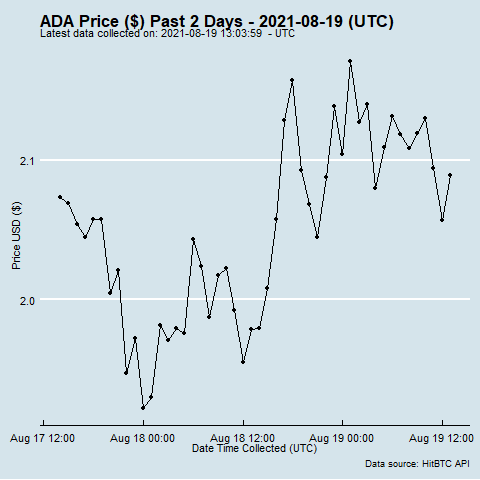 ADA Price ($) Past 2 Days - 2021-08-19 (UTC)
Latest data collected on: 2021-08-19 13:03:59  - UTC
Price USD ($)
2.1
2.0
Aug 17 12:00 Aug 18 00:00 Aug 18 12:00 Aug 19 00:00 Aug 19 12:00
Date Time Collected (UTC)
Data source: HitBTC API